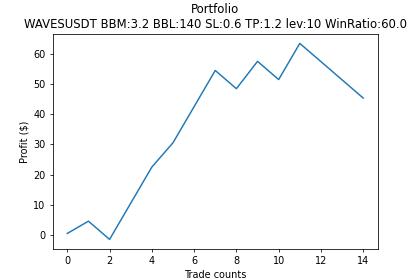 Portfolio
WAVESUSDT BBM:3.2 BBL:140 SL:0.6 TP:1.2 lev:10 WinRatio:60.0
60
50
40
30
20
10
0
Profit ($)
0 2 4 6 8 10 12 14
Trade counts